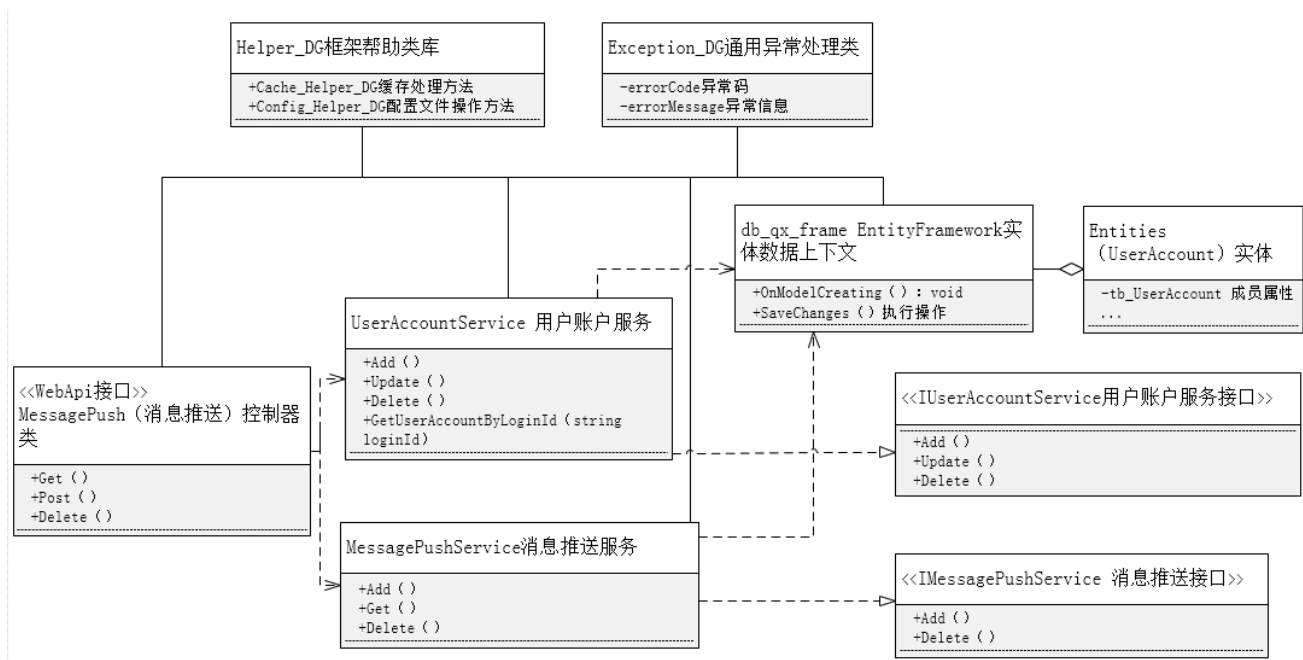 Helper_DG框架帮助类库
+Cache_Helper_DG缓存处理方法
+Config_Helper_DG配置文件操作方法
Exception_DG通用异常处理类
-errorCode异常码
-errorMessage异常信息
db_qx_frame EntityFramework实
体数据上下文
+OnModelCreating（）：void
+SaveChanges（）执行操作
Entities
（UserAccount）实体
-tb_UserAccount 成员属性
...
UserAccountService 用户账户服务
+Add（）
+Update（）
+Delete（）
+GetUserAccountByLoginId（string
loginId）
<<WebApi接口>>
MessagePush（消息推送）控制器
类
+Get（）
+Post（）
+Delete（）
<<IUserAccountService用户账户服务接口>>
+Add（）
+Update（）
+Delete（）
MessagePushService消息推送服务
+Add（）
+Get（）
+Delete（）
<<IMessagePushService 消息推送接口>>
+Add（）
+Delete（）